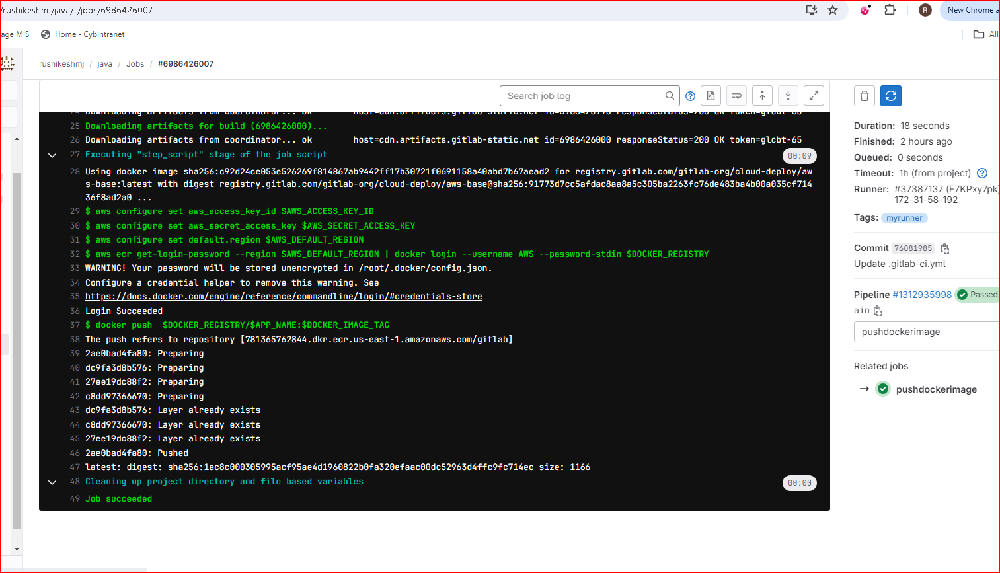 /rushikeshmj/java/-/jobs/6986426007
R
New Chrome a
age MIS
Home - CybIntranet
All
rushikeshmj / java / Jobs / #6986426007
Search job log
24 Downloading artifacts from coordinator... ok
25 Downloading artifacts for build (6986426000)...
26 Downloading artifacts from coordinator... ok host=cdn.artifacts.gitlab-static.net id=6986426000 responseStatus=200 OK token=glcbt-65
27 Executing "step_script" stage of the job script
00:09
28 Using docker image sha256:c92d24ce053e526269f814867ab9442ff17b30721f0691158a40abd7b67aead2 for registry.gitlab.com/gitlab-org/cloud-deploy/aw
s-base:latest with digest registry.gitlab.com/gitlab-org/cloud-deploy/aws-base@sha256:91773d7cc5afdac8aa8a5c305ba2263fc76de483ba4b00a035cf714
36f8ad2a0 ...
29 $ aws configure set aws_access_key_id $AWS_ACCESS_KEY_ID
30 $ aws configure set aws_secret_access_key $AWS_SECRET_ACCESS_KEY
31 $ aws configure set default.region $AWS_DEFAULT_REGION
32 $ aws ecr get-login-password --region $AWS_DEFAULT_REGION | docker login --username AWS --password-stdin $DOCKER_REGISTRY
33 WARNING! Your password will be stored unencrypted in /root/.docker/config.json.
34 Configure a credential helper to remove this warning. See
35 https://docs.docker.com/engine/reference/commandline/login/#credentials-store
36 Login Succeeded
37 $ docker push  $DOCKER_REGISTRY/$APP_NAME:$DOCKER_IMAGE_TAG
38 The push refers to repository [781365762844.dkr.ecr.us-east-1.amazonaws.com/gitlab]
39 2ae0bad4fa80: Preparing
40 dc9fa3d8b576: Preparing
41 27ee19dc88f2: Preparing
42 c8dd97366670: Preparing
43 dc9fa3d8b576: Layer already exists
44 c8dd97366670: Layer already exists
45 27ee19dc88f2: Layer already exists
46 2ae0bad4fa80: Pushed
47 latest: digest: sha256:1ac8c000305995acf95ae4d1960822b0fa320efaac00dc52963d4ffc9fc714ec size: 1166
48 Cleaning up project directory and file based variables
00:00
49 Job succeeded
Duration: 18 seconds
Finished: 2 hours ago
Queued: 0 seconds
Timeout: 1h (from project)
Runner: #37387137 (F7KPxy7pk
172-31-58-192
Tags: myrunner
Commit 76081985
Update .gitlab-ci.yml
Pipeline #1312935998 Passed
ain
pushdockerimage
Related jobs
→ pushdockerimage